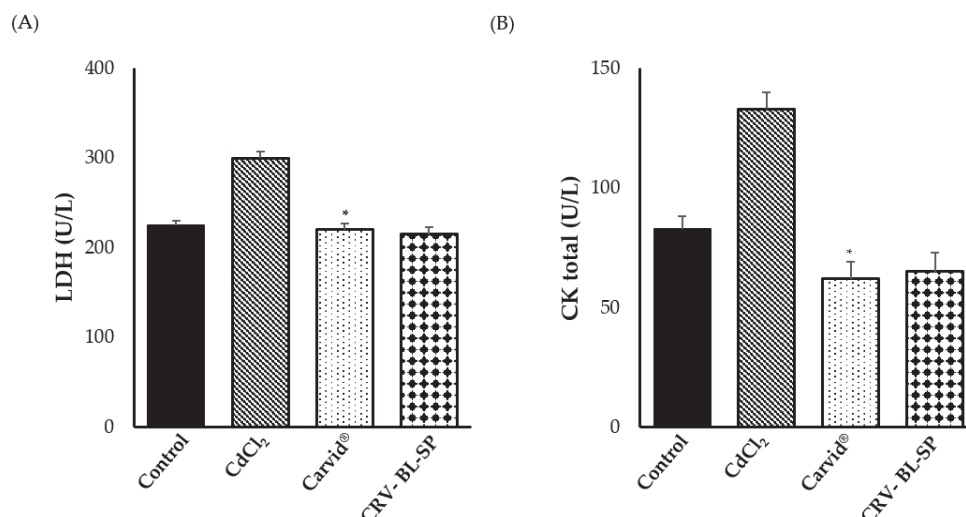 (A)
LDH (U/L)
400
300
200
100
0
*
Control
CdCl₂
Carvid®
CRV- BL-SP
(B)
CK total (U/L)
150
100
50
0
*
Control
CdCl₂
Carvid®
CRV- BL-SP